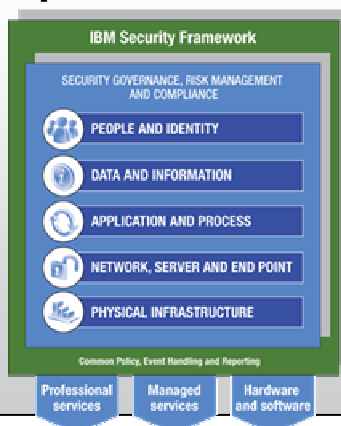 IBM Security Framework
SECURITY GOVERNANCE, RISK MANAGEMENT
AND COMPLIANCE
PEOPLE AND IDENTITY
DATA AND INFORMATION
APPLICATION AND PROCESS
NETWORK, SERVER AND END POINT
PHYSICAL INFRASTRUCTURE
Common Policy, Event Handling and Reporting
Professional
services
Managed
services
Hardware
and software